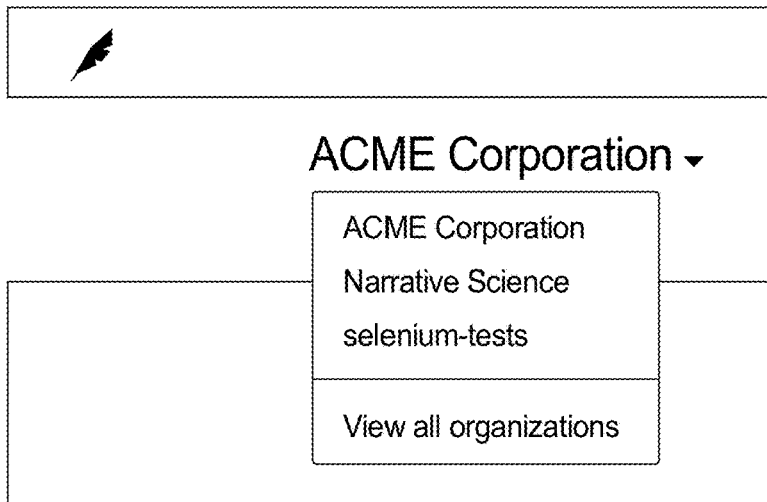 ACME Corporation
ACME Corporation
Narrative Science
selenium-tests
View all organizations